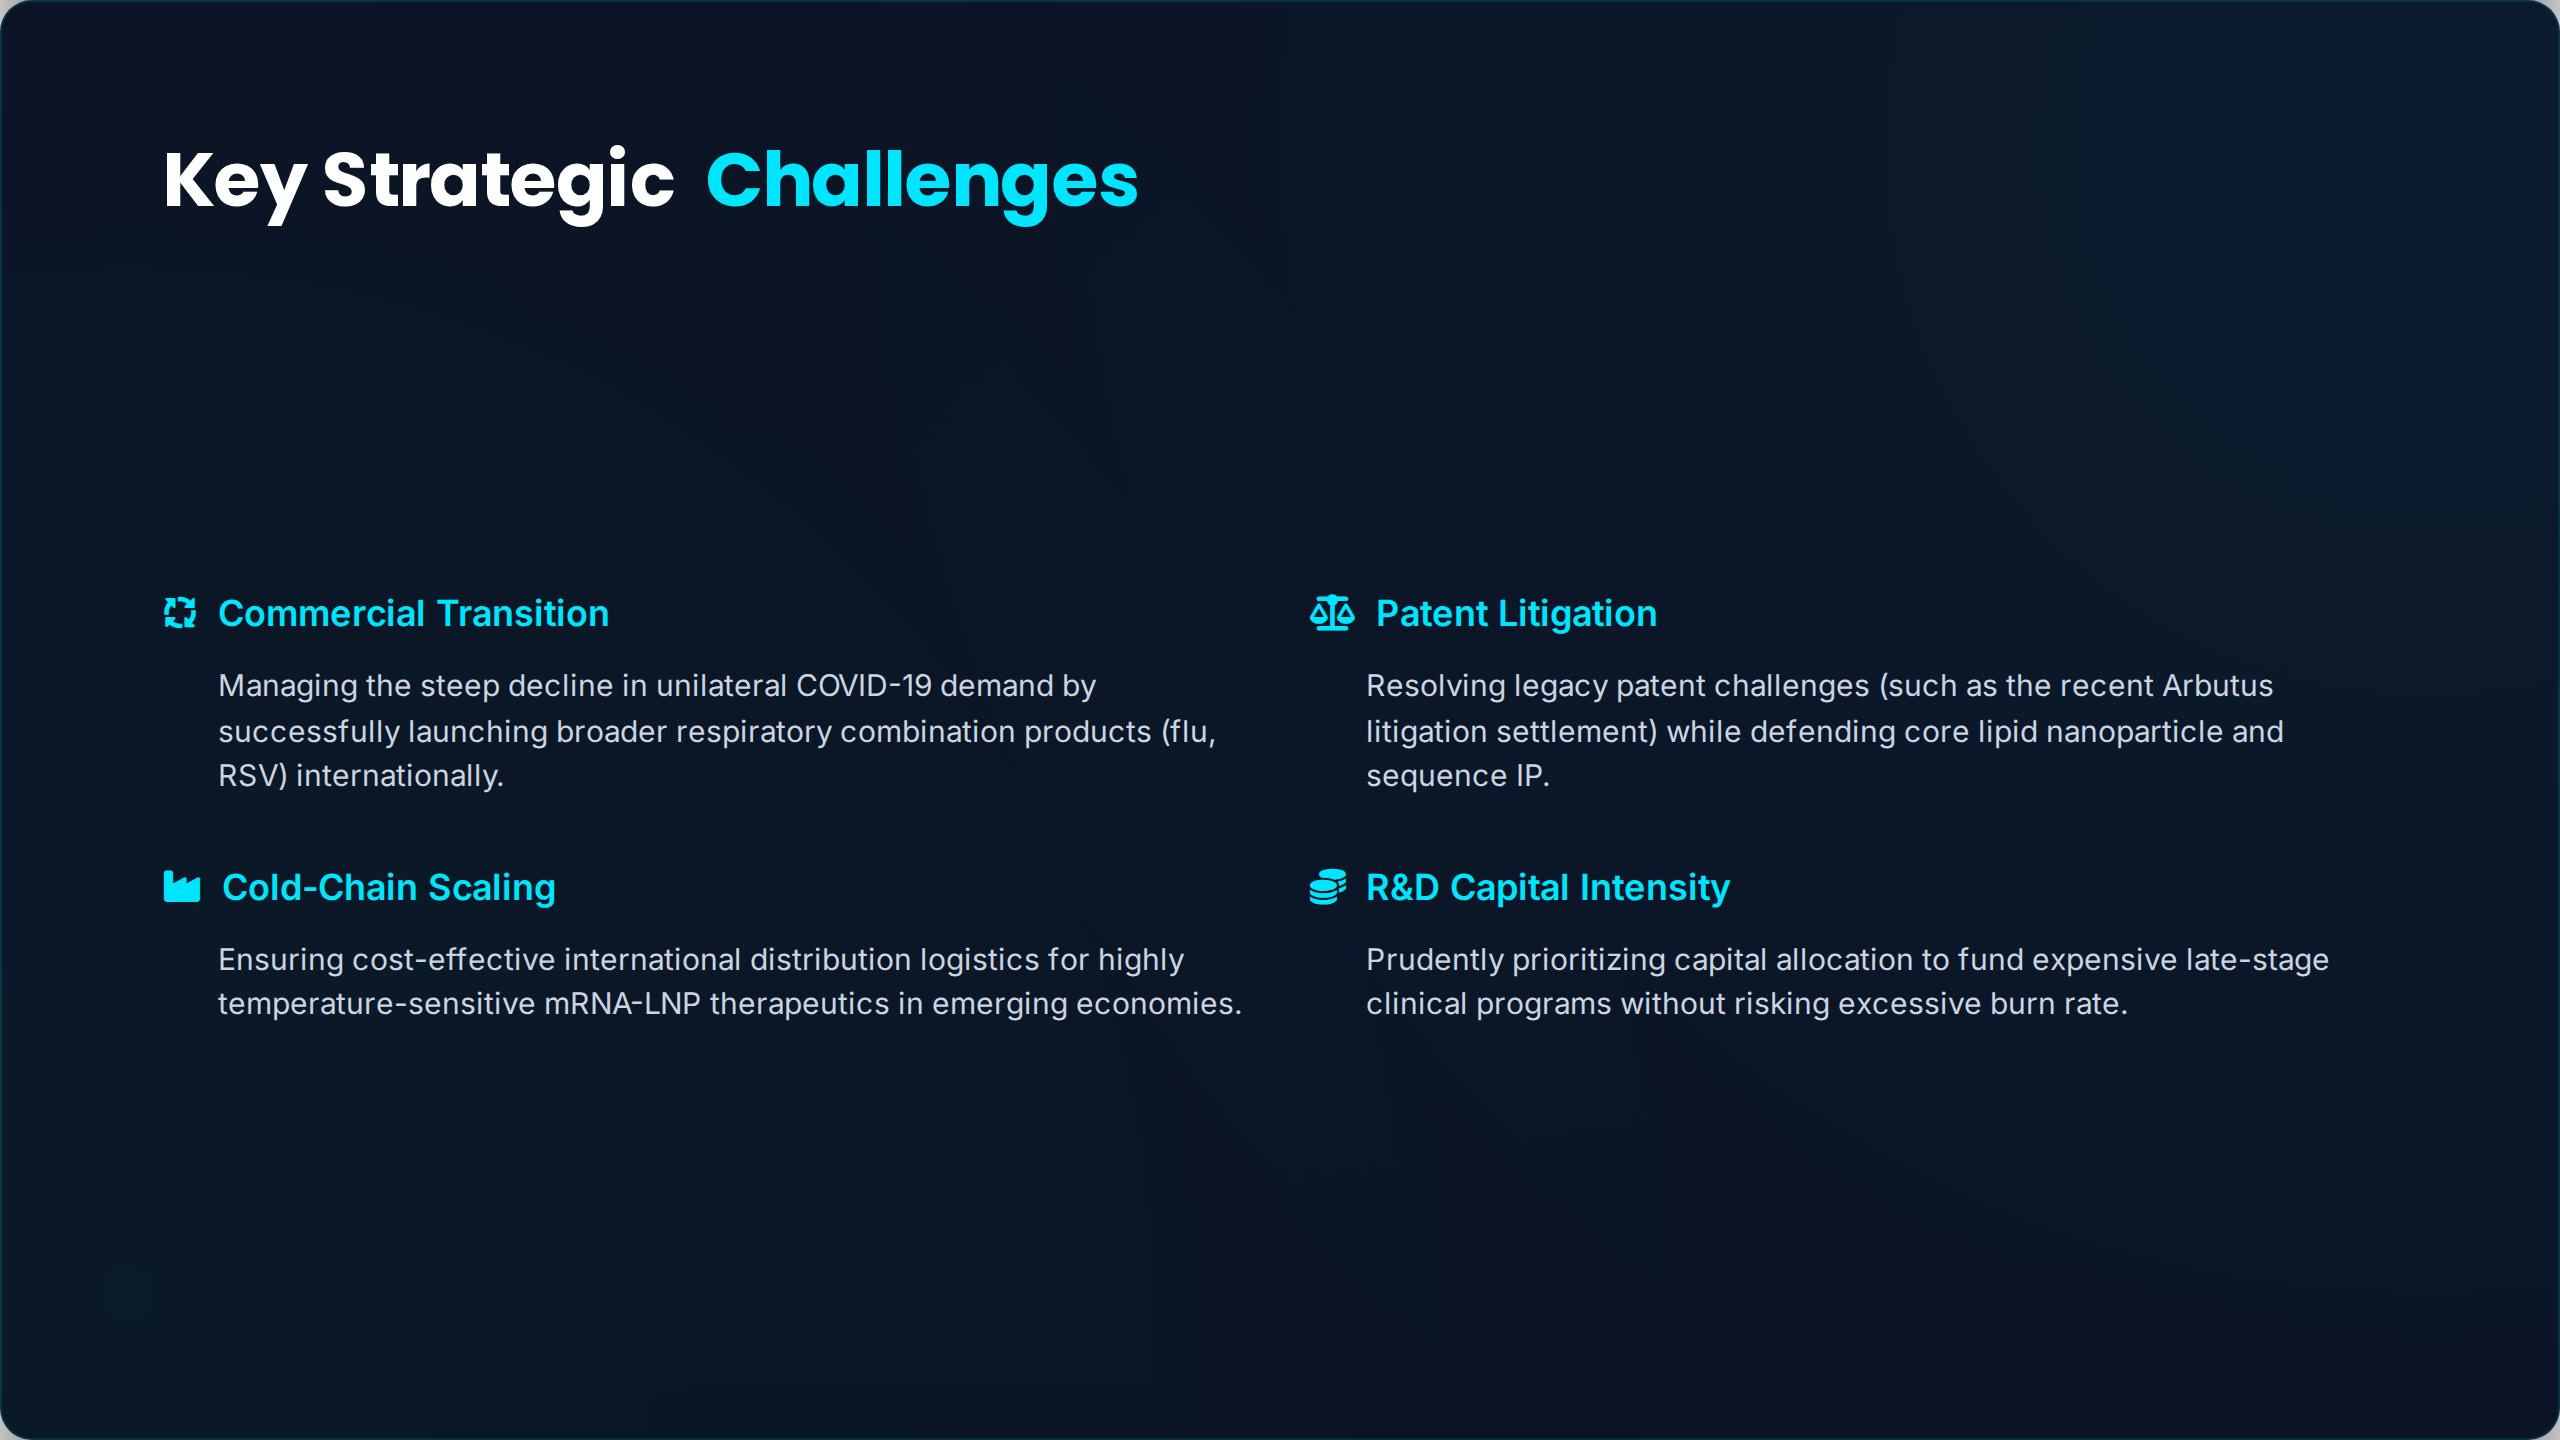 Key Strategic Challenges
Commercial Transition
Managing the steep decline in unilateral COVID-19 demand by
successfully launching broader respiratory combination products (flu,
RSV) internationally.
Patent Litigation
Resolving legacy patent challenges (such as the recent Arbutus
litigation settlement) while defending core lipid nanoparticle and
sequence IP.
Cold-Chain Scaling
Ensuring cost-effective international distribution logistics for highly
temperature-sensitive mRNA-LNP therapeutics in emerging economies.
R&D Capital Intensity
Prudently prioritizing capital allocation to fund expensive late-stage
clinical programs without risking excessive burn rate.